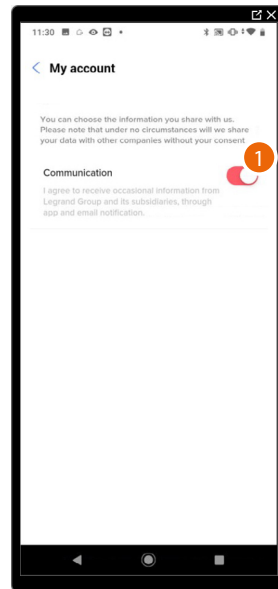 11:30
My account
You can choose the information you share with us.
Please note that under no circumstances will we share
your data with other companies without your consent
1
Communication
I agree to receive occasional information from
Legrand Group and its subsidiaries, through
app and email notification.